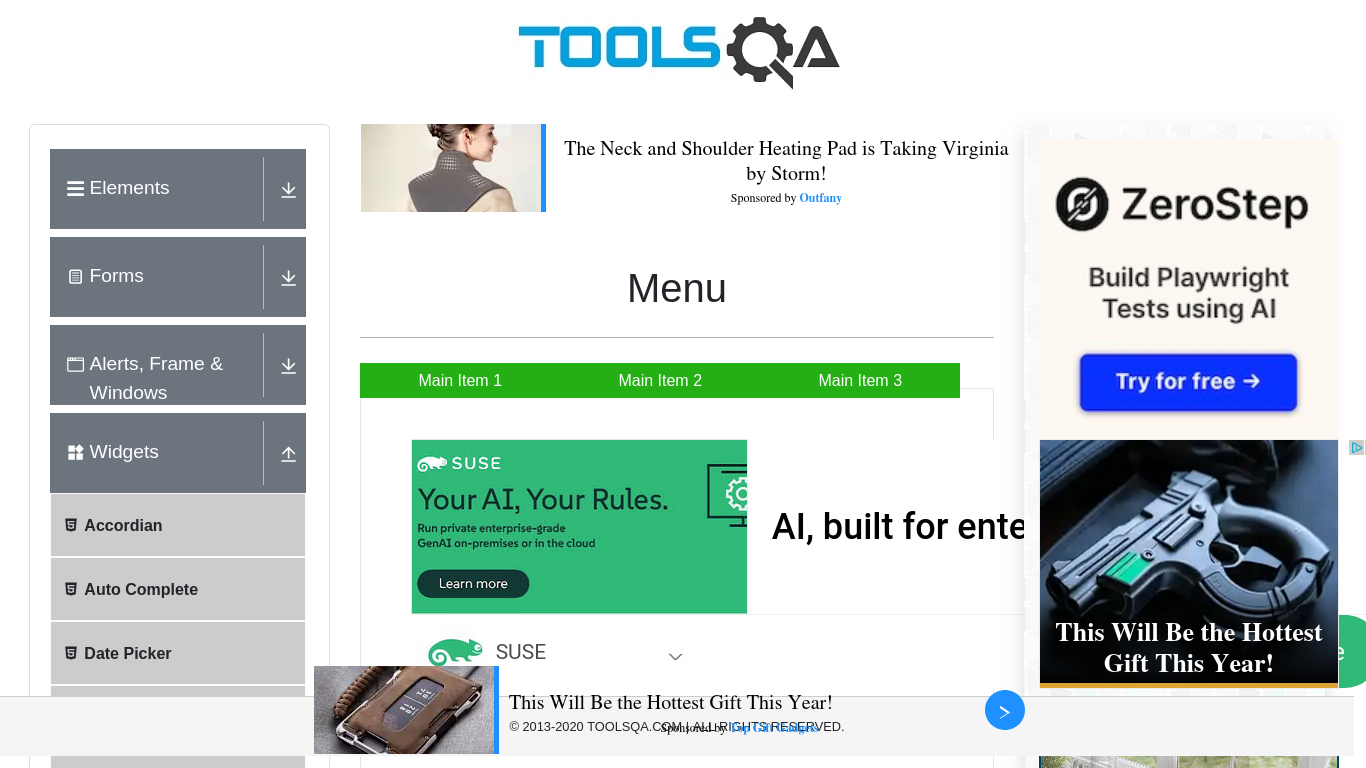 TOOLSQA
Elements
Forms
Alerts, Frame &
Windows
Widgets
Accordian
Auto Complete
Date Picker
The Neck and Shoulder Heating Pad is Taking Virginia
by Storm!
Sponsored by Outfany
Menu
Main Item 1
Main Item 2
Main Item 3
SUSE
Your AI, Your Rules.
Run private enterprise-grade
GenAI on-premises or in the cloud
Learn more
AI, built for ente
SUSE
ZeroStep
Build Playwright
Tests using AI
Try for free →
This Will Be the Hottest
Gift This Year!
This Will Be the Hottest Gift This Year!
© 2013-2020 TOOLSQA.COM | ALL RIGHTS RESERVED.
Sponsored by Top Gift Gadgets